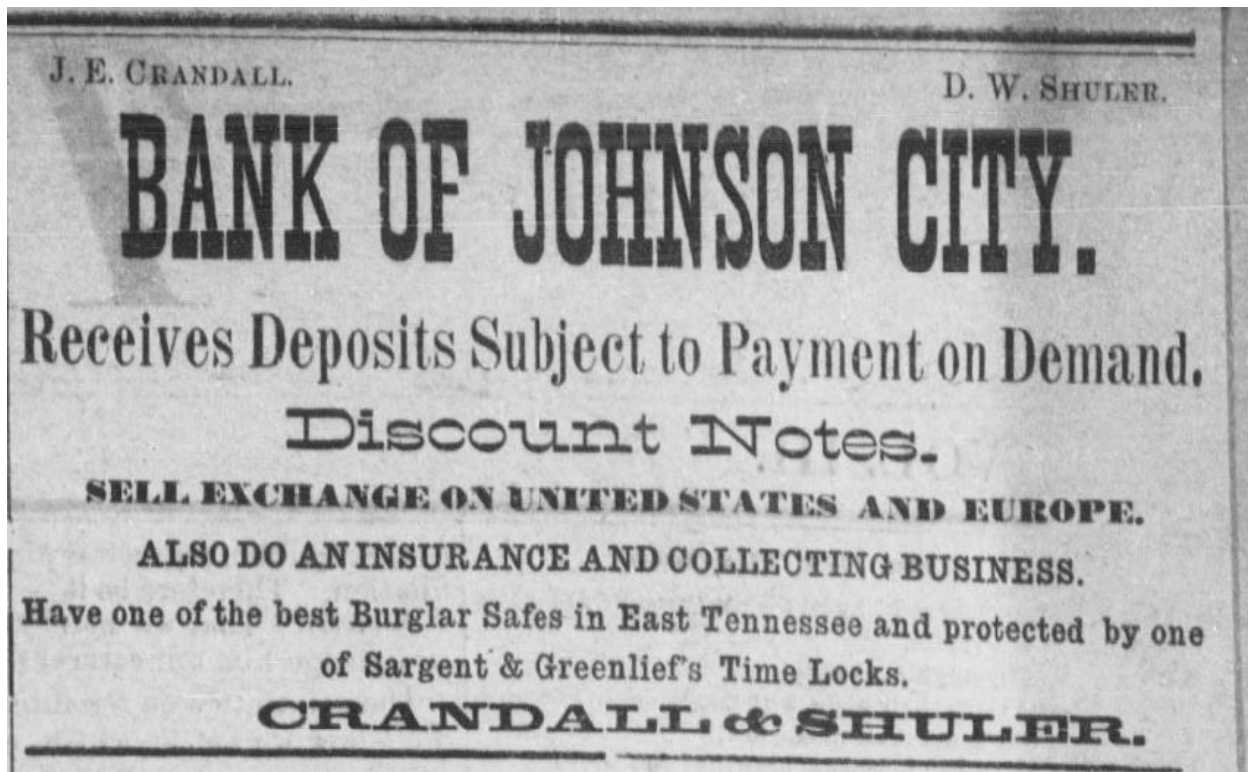 J. E. CRANDALL. D. W. SHULER.
BANK OF JOHNSON CITY.
Receives Deposits Subject to Payment on Demand.
Discount Notes.
SELL EXCHANGE ON UNITED STATES AND EUROPE.
ALSO DO AN INSURANCE AND COLLECTING BUSINESS.
Have one of the best Burglar Safes in East Tennessee and protected by one
of Sargent & Greenlief's Time Locks.
CRANDALL & SHULER.